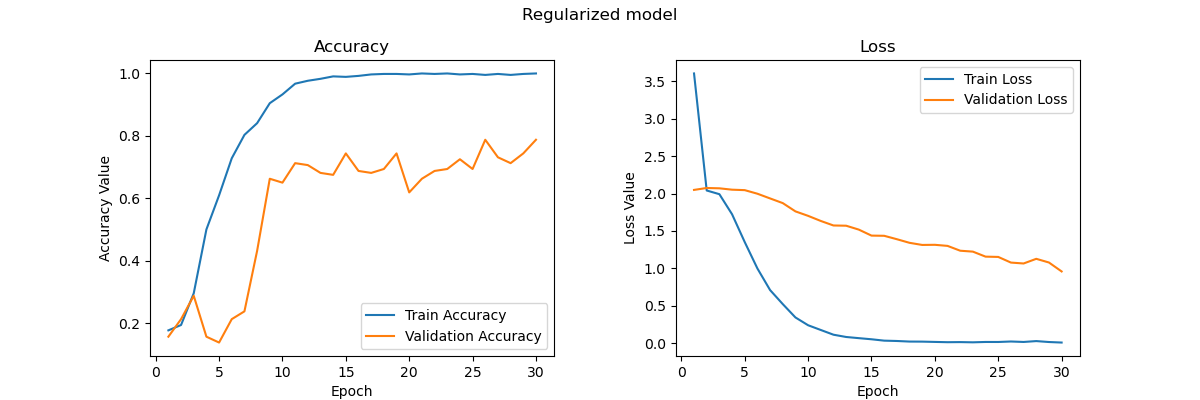 Regularized model
Accuracy
1.0
0.8
0.6
0.4
0.2
Accuracy Value
0 5 10 15 20 25 30
Epoch
Train Accuracy
Validation Accuracy
Loss
3.5
3.0
2.5
2.0
1.5
1.0
0.5
0.0
Loss Value
0 5 10 15 20 25 30
Epoch
Train Loss
Validation Loss